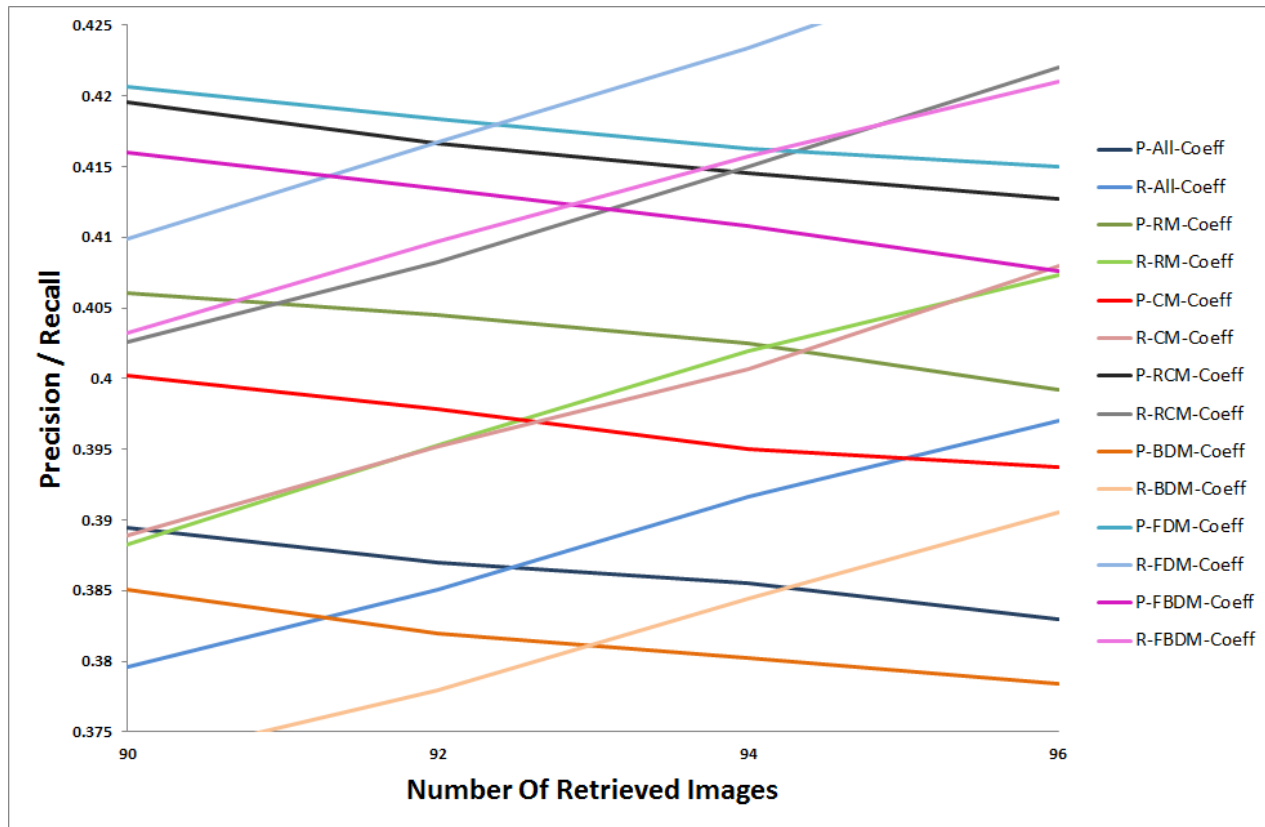 Precision / Recall
0.425
0.42
0.415
0.41
0.405
0.4
0.395
0.39
0.385
0.38
0.375
90
92
94
96
Number Of Retrieved Images
P-All-Coeff
R-All-Coeff
P-RM-Coeff
R-RM-Coeff
P-CM-Coeff
R-CM-Coeff
P-RCM-Coeff
R-RCM-Coeff
P-BDM-Coeff
R-BDM-Coeff
P-FDM-Coeff
R-FDM-Coeff
P-FBDM-Coeff
R-FBDM-Coeff